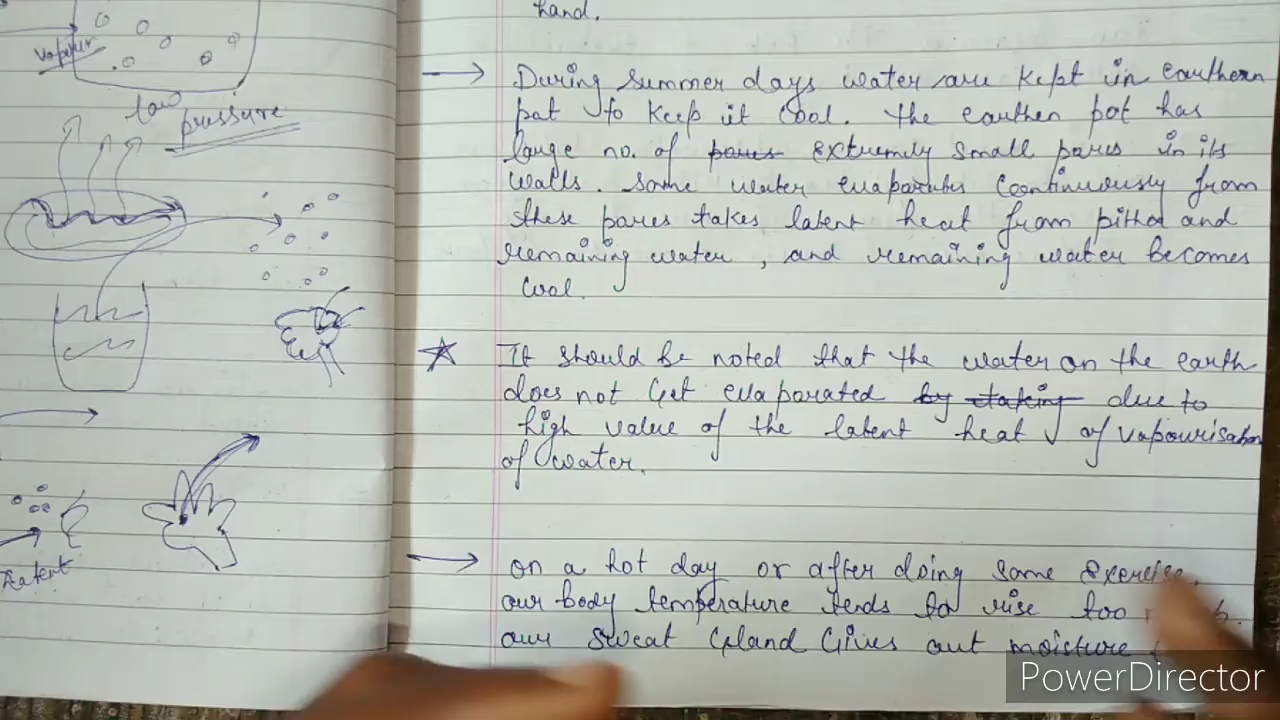 vapour
low
pressure
Latent
hand.
During summer days water are kept in earthen
pot to keep it cool. The earthen pot has
large no. of pores extremely small pores in its
walls. Some water evaporates continuously from
these pores takes latent heat from pithd and
remaining water, and remaining water becomes
cool.
It should be noted that the water on the earth
does not get evaporated by taking due to
high value of the latent heat of vapourisation
of water.
on a hot day or after doing some exercise.
our body temperature tends to rise too
our sweat Gland Gives out moisture
PowerDirector